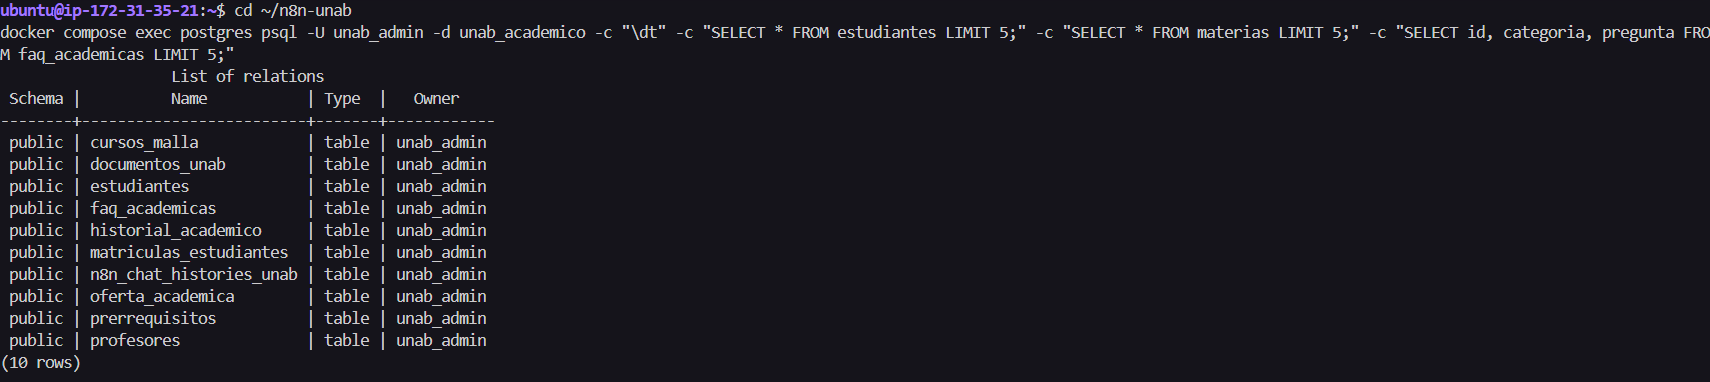 ubuntu@ip-172-31-35-21:~$ cd ~/n8n-unab
docker compose exec postgres psql -U unab_admin -d unab_academico -c "\dt" -c "SELECT * FROM estudiantes LIMIT 5;" -c "SELECT * FROM materias LIMIT 5;" -c "SELECT id, categoria, pregunta FRO
M faq_academicas LIMIT 5;"
                  List of relations
 Schema |          Name           | Type  |   Owner
--------+-------------------------+-------+------------
 public | cursos_malla            | table | unab_admin
 public | documentos_unab         | table | unab_admin
 public | estudiantes             | table | unab_admin
 public | faq_academicas          | table | unab_admin
 public | historial_academico     | table | unab_admin
 public | matriculas_estudiantes  | table | unab_admin
 public | n8n_chat_histories_unab | table | unab_admin
 public | oferta_academica        | table | unab_admin
 public | prerrequisitos          | table | unab_admin
 public | profesores              | table | unab_admin
(10 rows)